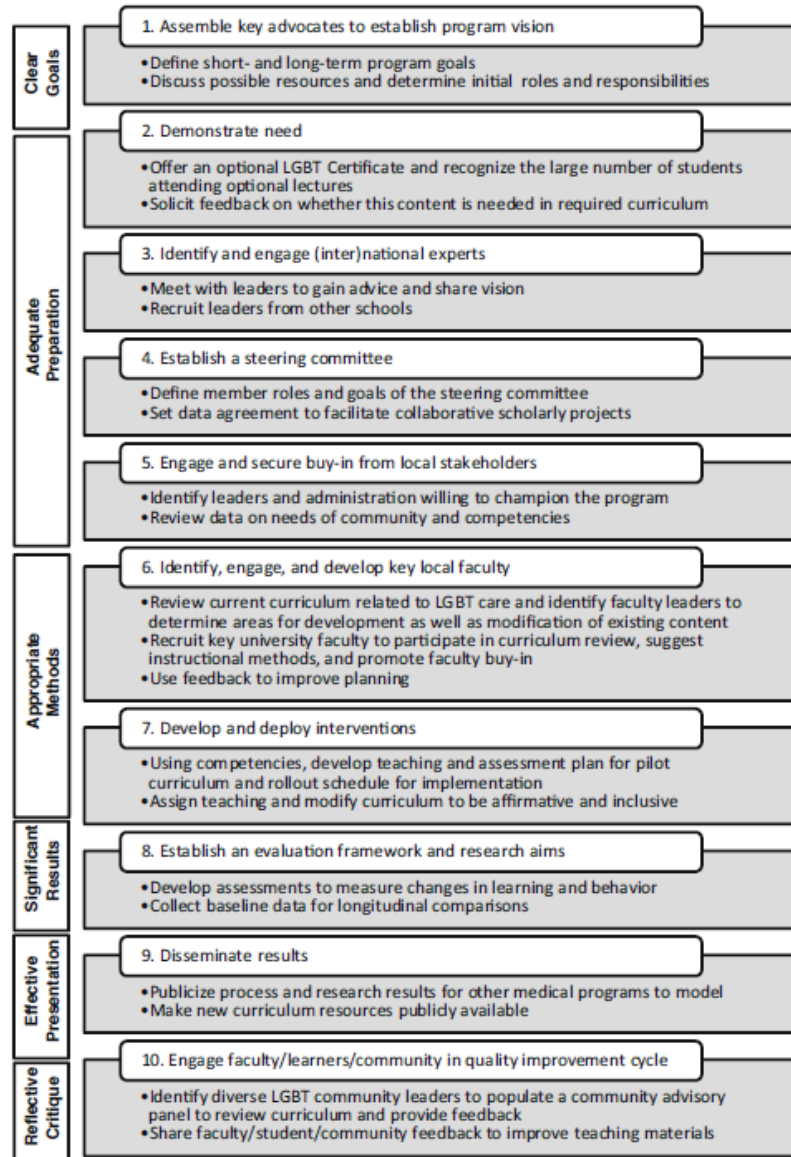 Clear
Goals
1. Assemble key advocates to establish program vision
•Define short- and long-term program goals
•Discuss possible resources and determine initial roles and responsibilities
Adequate
Preparation
2. Demonstrate need
•Offer an optional LGBT Certificate and recognize the large number of students
attending optional lectures
•Solicit feedback on whether this content is needed in required curriculum
3. Identify and engage (inter)national experts
•Meet with leaders to gain advice and share vision
•Recruit leaders from other schools
4. Establish a steering committee
•Define member roles and goals of the steering committee
•Set data agreement to facilitate collaborative scholarly projects
5. Engage and secure buy-in from local stakeholders
•Identify leaders and administration willing to champion the program
•Review data on needs of community and competencies
Appropriate
Methods
6. Identify, engage, and develop key local faculty
•Review current curriculum related to LGBT care and identify faculty leaders to
determine areas for development as well as modification of existing content
•Recruit key university faculty to participate in curriculum review, suggest
instructional methods, and promote faculty buy-in
•Use feedback to improve planning
7. Develop and deploy interventions
•Using competencies, develop teaching and assessment plan for pilot
curriculum and rollout schedule for implementation
•Assign teaching and modify curriculum to be affirmative and inclusive
Significant
Results
8. Establish an evaluation framework and research aims
•Develop assessments to measure changes in learning and behavior
•Collect baseline data for longitudinal comparisons
Effective
Presentation
9. Disseminate results
•Publicize process and research results for other medical programs to model
•Make new curriculum resources publicly available
Reflective
Critique
10. Engage faculty/learners/community in quality improvement cycle
•Identify diverse LGBT community leaders to populate a community advisory
panel to review curriculum and provide feedback
•Share faculty/student/community feedback to improve teaching materials